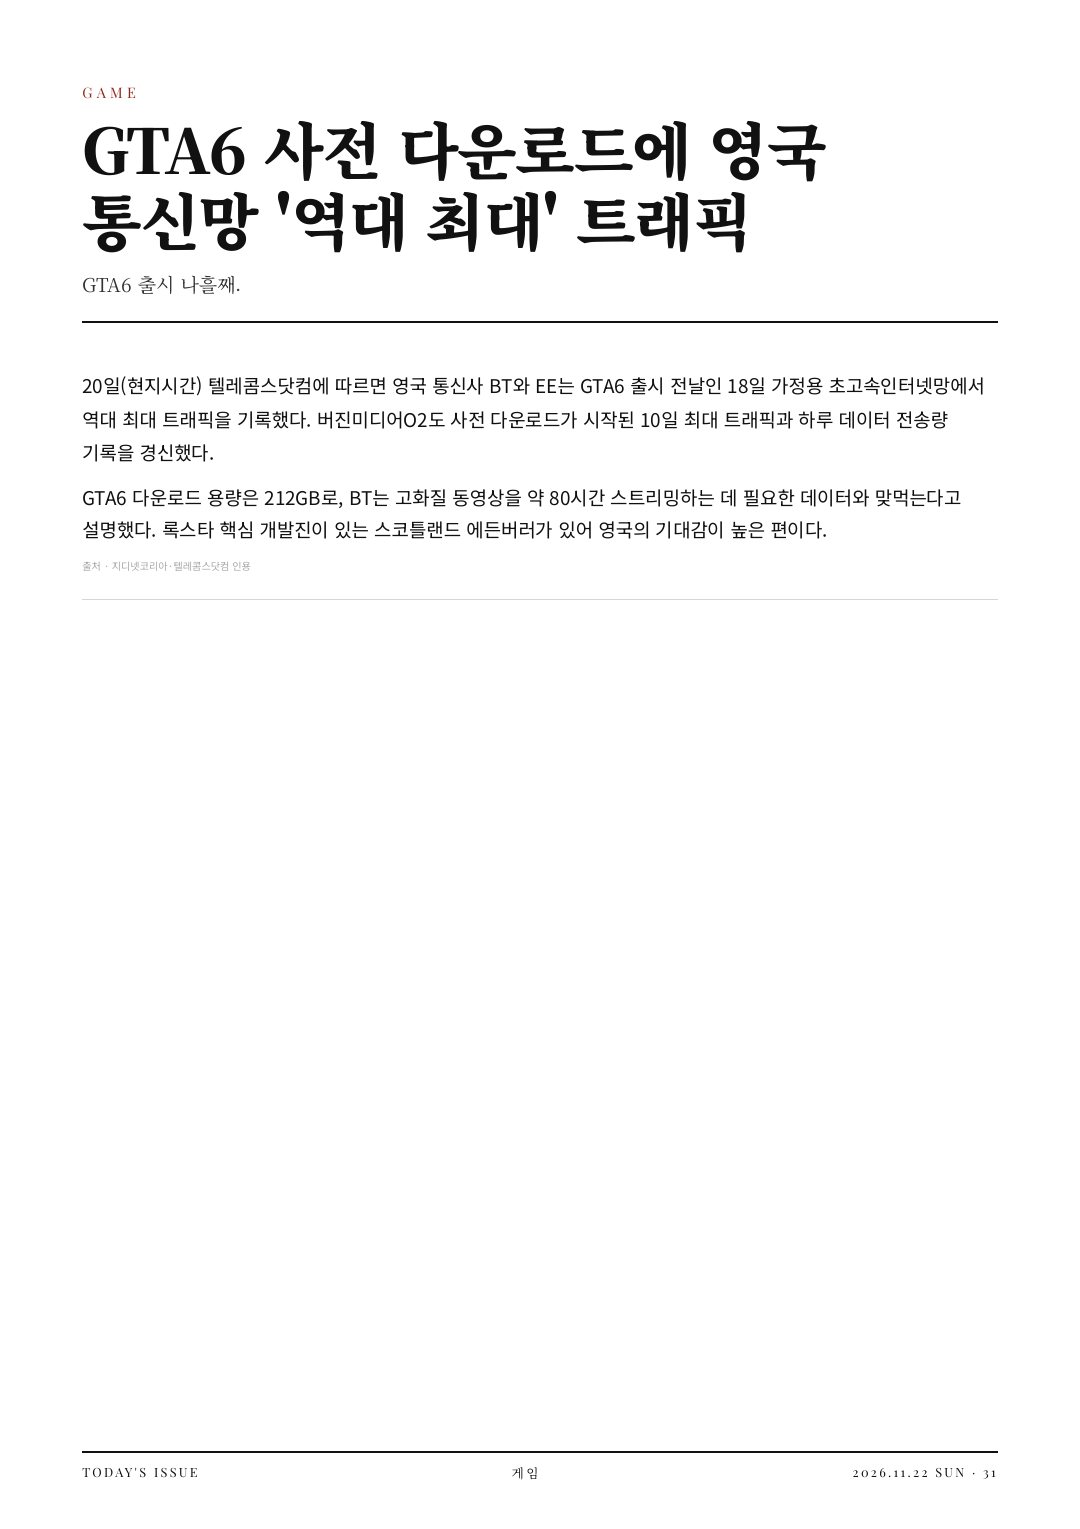 GAME
GTA6 사전 다운로드에 영국
통신망 '역대 최대' 트래픽
GTA6 출시 나흘째.
20일(현지시간) 텔레콤스닷컴에 따르면 영국 통신사 BT와 EE는 GTA6 출시 전날인 18일 가정용 초고속인터넷망에서
역대 최대 트래픽을 기록했다. 버진미디어O2도 사전 다운로드가 시작된 10일 최대 트래픽과 하루 데이터 전송량
기록을 경신했다.
GTA6 다운로드 용량은 212GB로, BT는 고화질 동영상을 약 80시간 스트리밍하는 데 필요한 데이터와 맞먹는다고
설명했다. 록스타 핵심 개발진이 있는 스코틀랜드 에든버러가 있어 영국의 기대감이 높은 편이다.
출처 · 지디넷코리아·텔레콤스닷컴 인용
TODAY'S ISSUE
게임
2026.11.22 SUN · 31